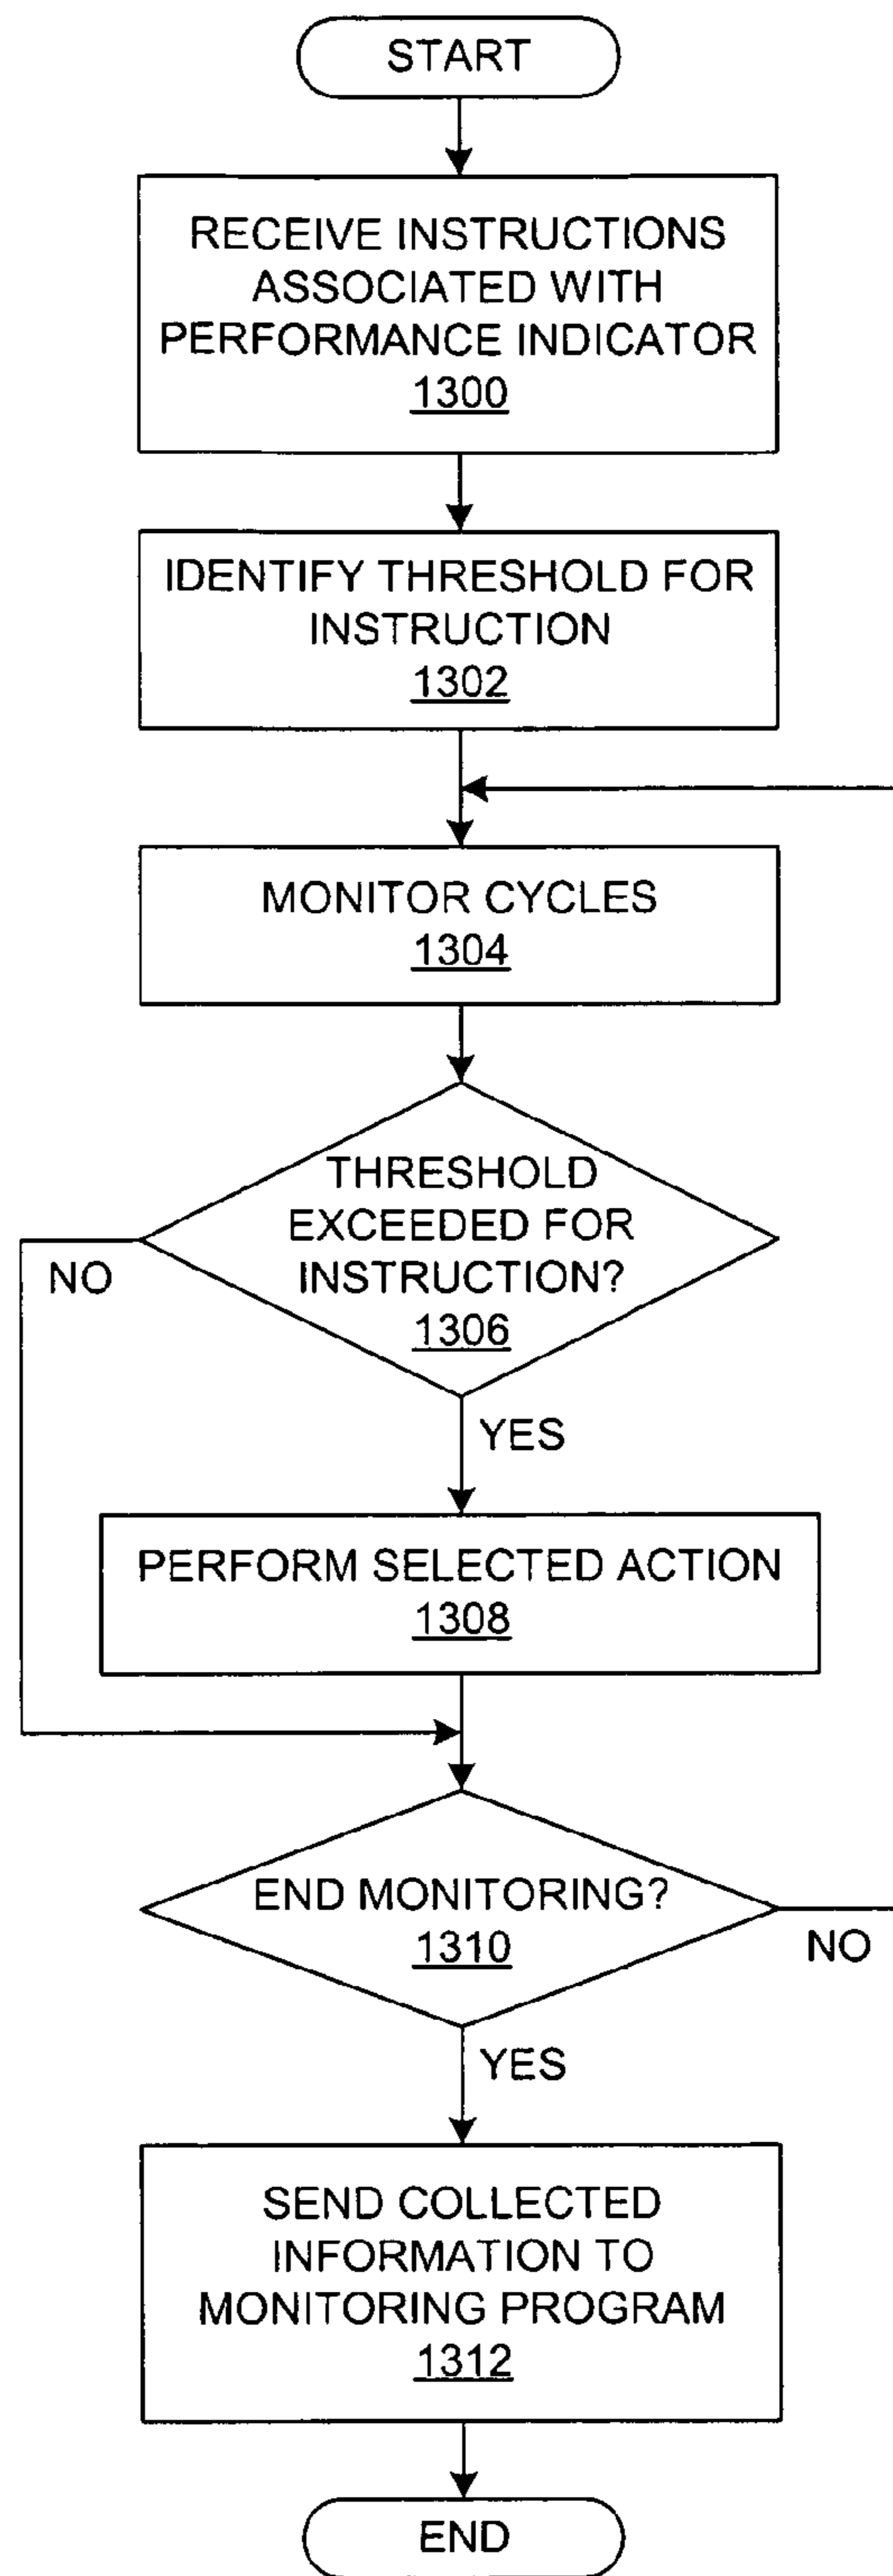 START
RECEIVE INSTRUCTIONS
ASSOCIATED WITH
PERFORMANCE INDICATOR
1300
IDENTIFY THRESHOLD FOR
INSTRUCTION
1302
MONITOR CYCLES
1304
THRESHOLD
EXCEEDED FOR
INSTRUCTION?
1306
NO
YES
PERFORM SELECTED ACTION
1308
END MONITORING?
1310
NO
YES
SEND COLLECTED
INFORMATION TO
MONITORING PROGRAM
1312
END